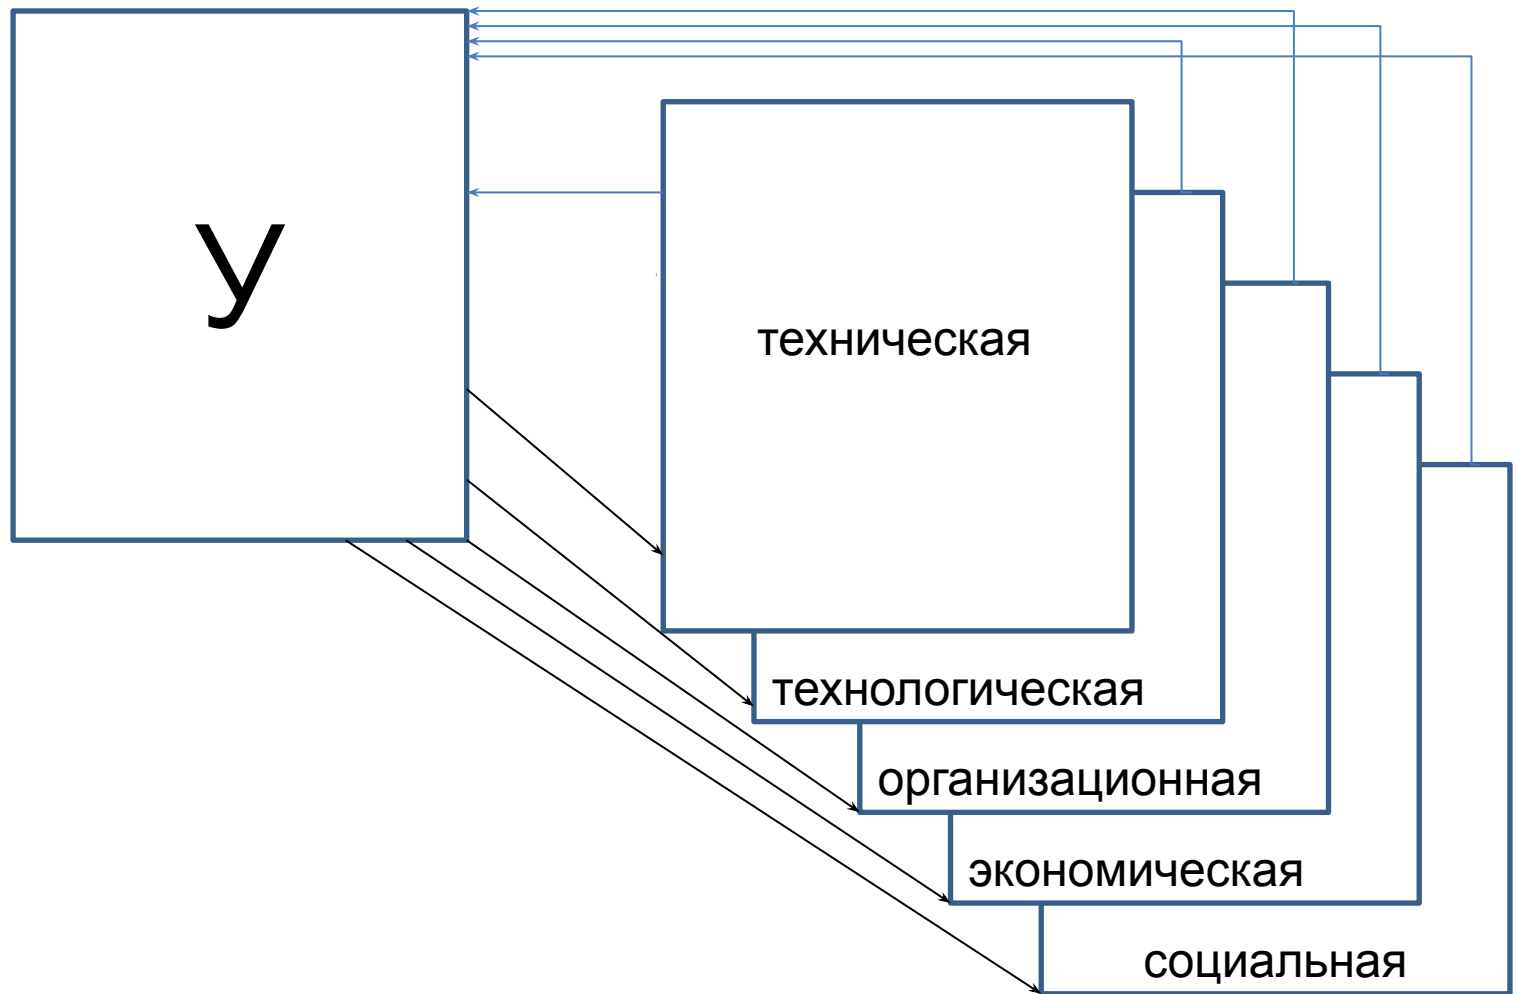 У
техническая
технологическая
организационная
экономическая
социальная